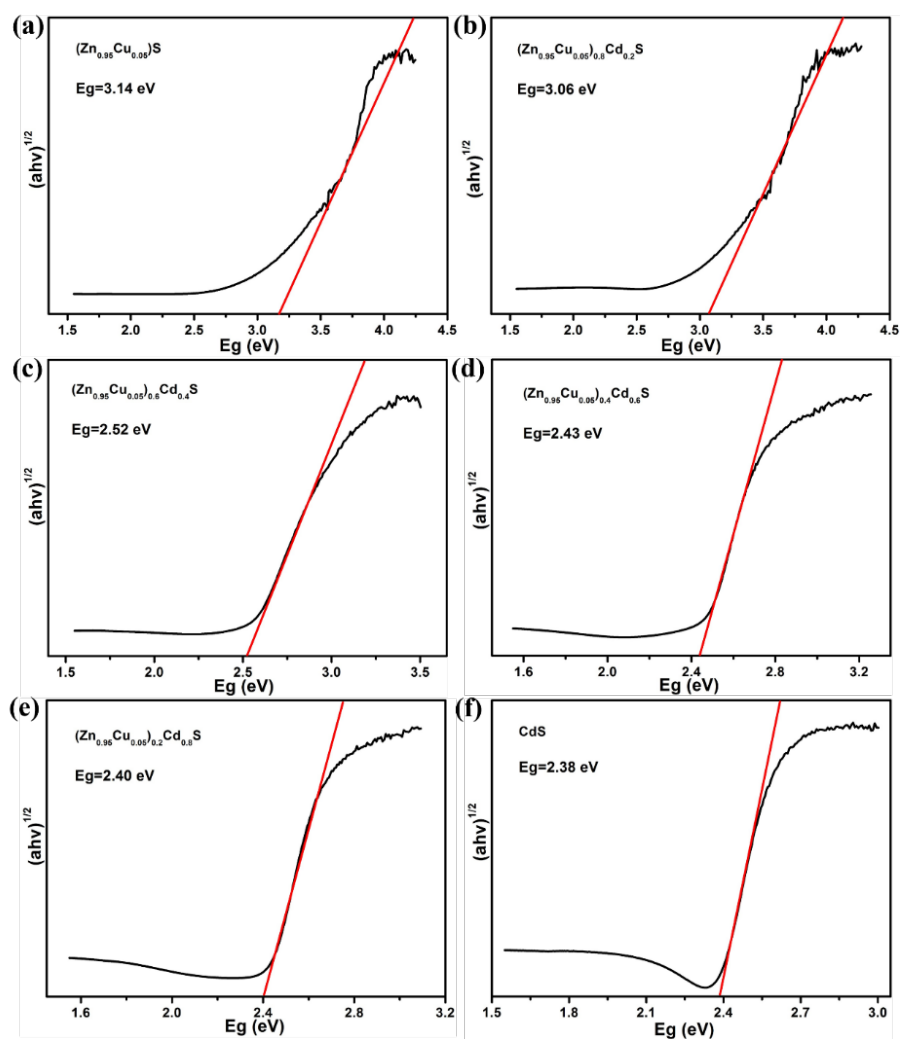 (a)
(Zn0.95Cu0.05)S
Eg=3.14 eV
(ahv)1/2
1.5 2.0 2.5 3.0 3.5 4.0 4.5
Eg (eV)
(b)
(Zn0.95Cu0.05)0.8Cd0.2S
Eg=3.06 eV
(ahv)1/2
1.5 2.0 2.5 3.0 3.5 4.0 4.5
Eg (eV)
(c)
(Zn0.95Cu0.05)0.6Cd0.4S
Eg=2.52 eV
(ahv)1/2
1.5 2.0 2.5 3.0 3.5
Eg (eV)
(d)
(Zn0.95Cu0.05)0.4Cd0.6S
Eg=2.43 eV
(ahv)1/2
1.6 2.0 2.4 2.8 3.2
Eg (eV)
(e)
(Zn0.95Cu0.05)0.2Cd0.8S
Eg=2.40 eV
(ahv)1/2
1.6 2.0 2.4 2.8 3.2
Eg (eV)
(f)
CdS
Eg=2.38 eV
(ahv)1/2
1.5 1.8 2.1 2.4 2.7 3.0
Eg (eV)